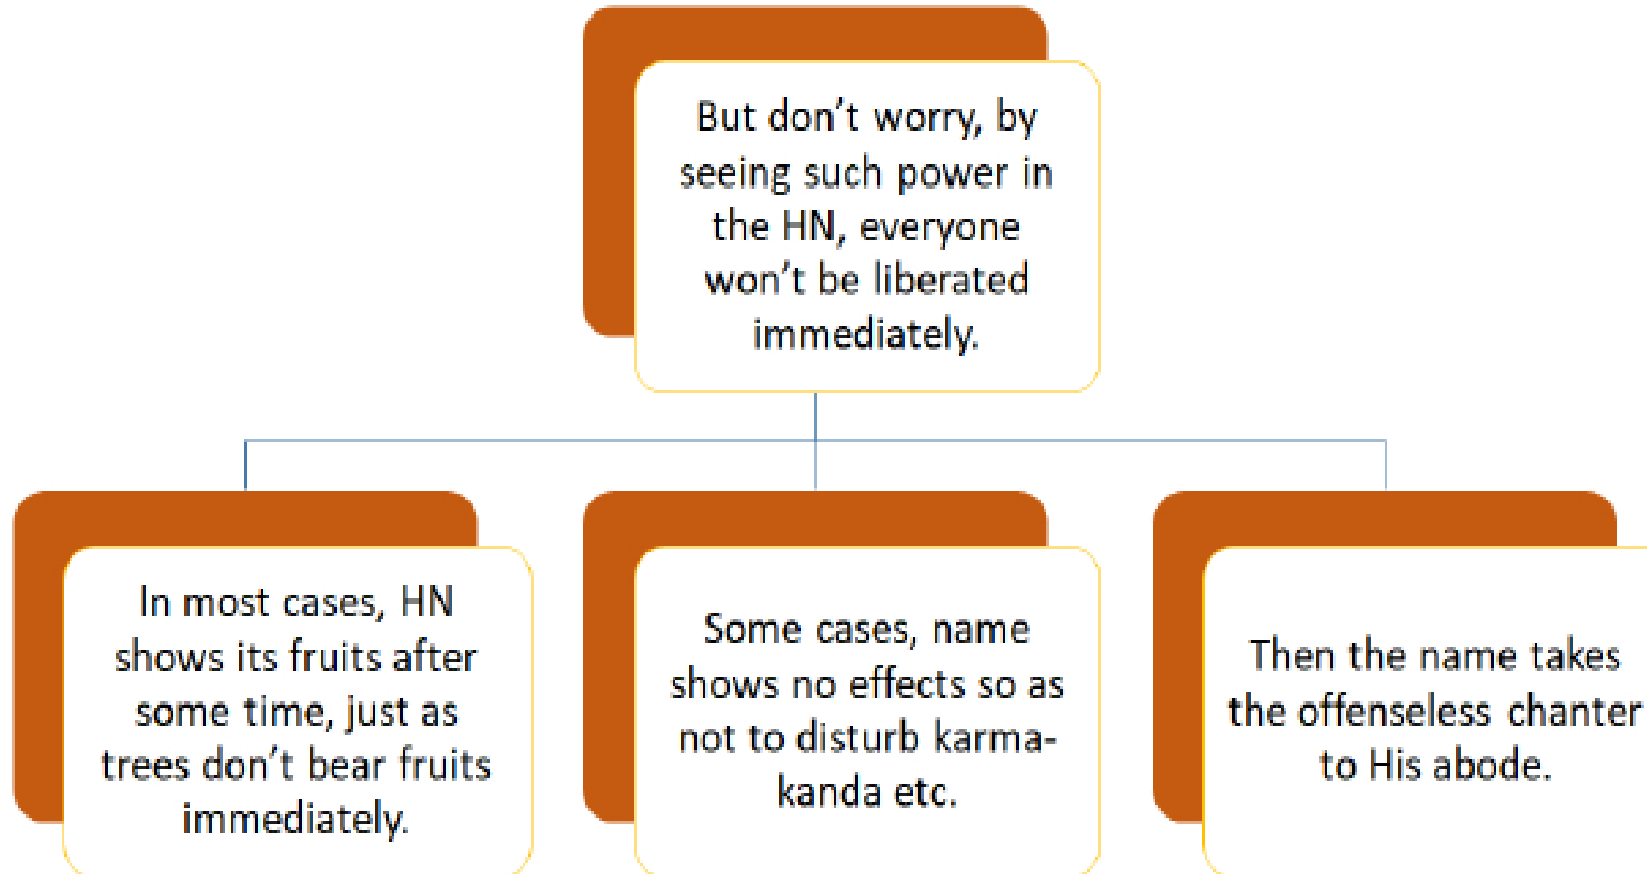 But don’t worry, by
seeing such power in
the HN, everyone
won’t be liberated
immediately.
In most cases, HN
shows its fruits after
some time, just as
trees don’t bear fruits
immediately.
Some cases, name
shows no effects so as
not to disturb karma-
kanda etc.
Then the name takes
the offenseless chanter
to His abode.